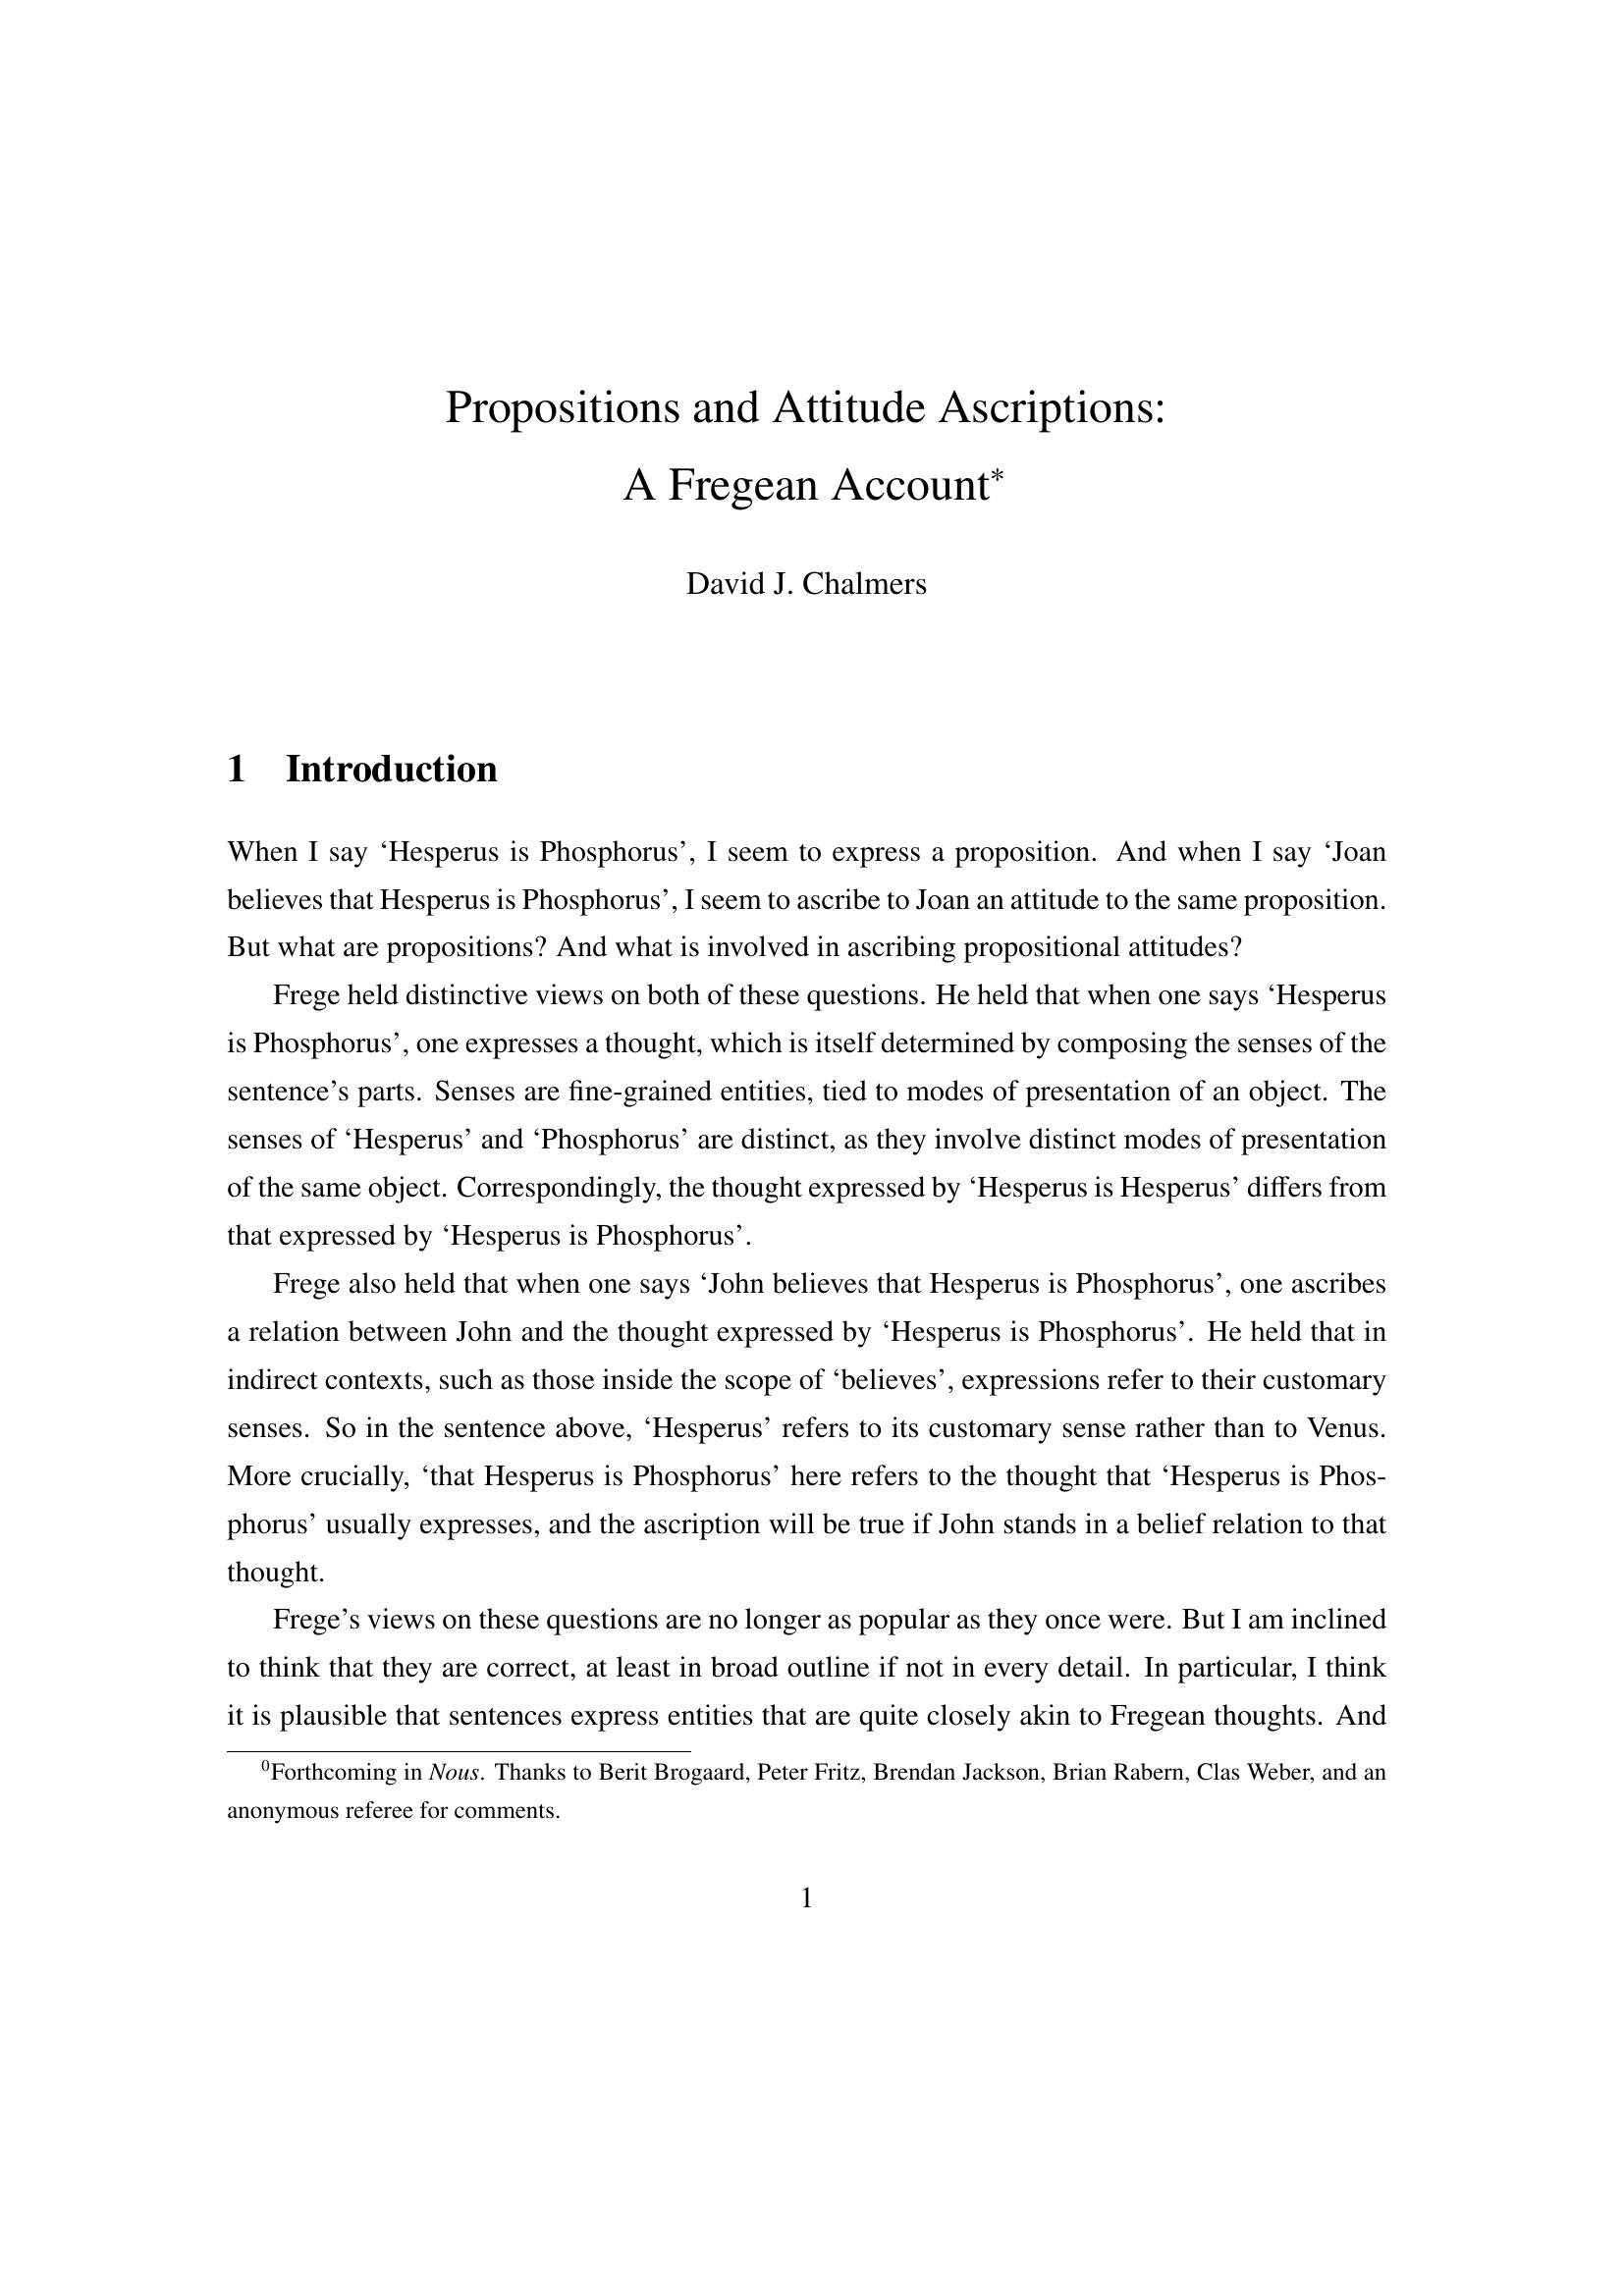 Propositions and Attitude Ascriptions:
A Fregean Account*
David J. Chalmers
1 Introduction
When I say ‘Hesperus is Phosphorus’, I seem to express a proposition. And when I say ‘Joan
believes that Hesperus is Phosphorus’, I seem to ascribe to Joan an attitude to the same proposition.
But what are propositions? And what is involved in ascribing propositional attitudes?
Frege held distinctive views on both of these questions. He held that when one says ‘Hesperus
is Phosphorus’, one expresses a thought, which is itself determined by composing the senses of the
sentence’s parts. Senses are fine-grained entities, tied to modes of presentation of an object. The
senses of ‘Hesperus’ and ‘Phosphorus’ are distinct, as they involve distinct modes of presentation
of the same object. Correspondingly, the thought expressed by ‘Hesperus is Hesperus’ differs from
that expressed by ‘Hesperus is Phosphorus’.
Frege also held that when one says ‘John believes that Hesperus is Phosphorus’, one ascribes
a relation between John and the thought expressed by ‘Hesperus is Phosphorus’. He held that in
indirect contexts, such as those inside the scope of ‘believes’, expressions refer to their customary
senses. So in the sentence above, ‘Hesperus’ refers to its customary sense rather than to Venus.
More crucially, ‘that Hesperus is Phosphorus’ here refers to the thought that ‘Hesperus is Phos-
phorus’ usually expresses, and the ascription will be true if John stands in a belief relation to that
thought.
Frege’s views on these questions are no longer as popular as they once were. But I am inclined
to think that they are correct, at least in broad outline if not in every detail. In particular, I think
it is plausible that sentences express entities that are quite closely akin to Fregean thoughts. And
0Forthcoming in Nous. Thanks to Berit Brogaard, Peter Fritz, Brendan Jackson, Brian Rabern, Clas Weber, and an
anonymous referee for comments.
1